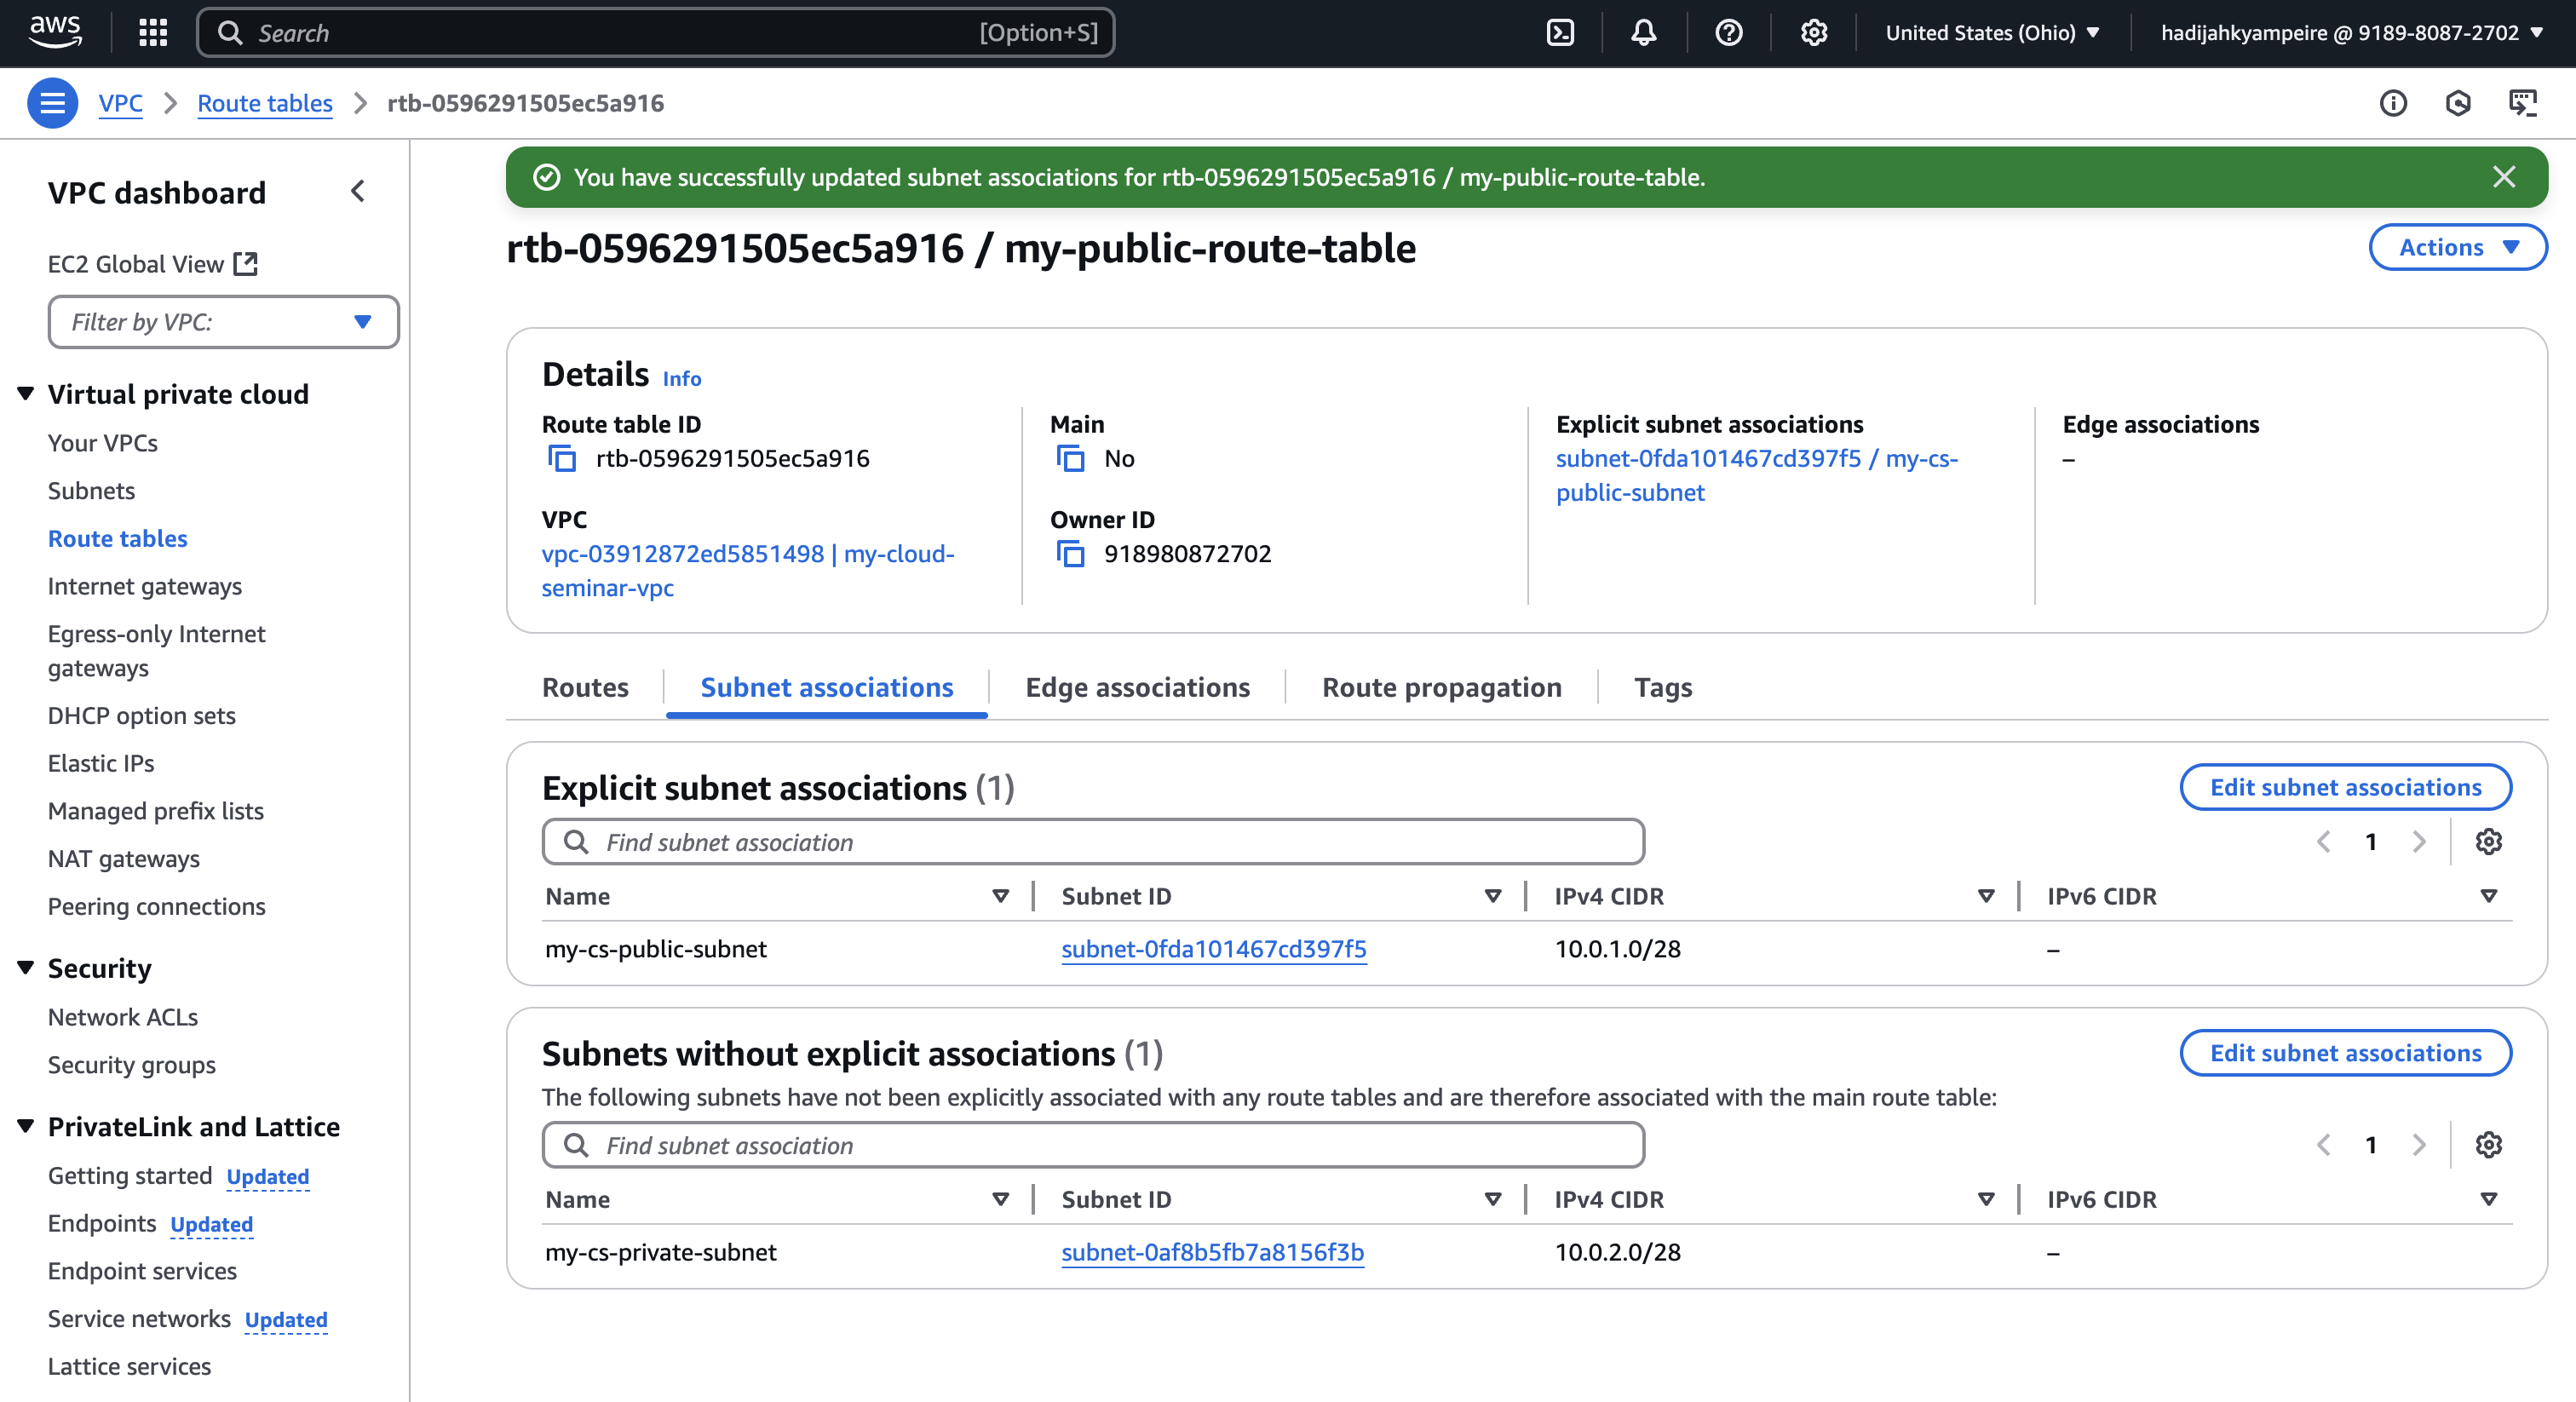 aws
Search [Option+S]
United States (Ohio)
hadijahkyampeire @ 9189-8087-2702
VPC
Route tables
rtb-0596291505ec5a916
VPC dashboard
EC2 Global View
Filter by VPC:
Virtual private cloud
Your VPCs
Subnets
Route tables
Internet gateways
Egress-only Internet
gateways
DHCP option sets
Elastic IPs
Managed prefix lists
NAT gateways
Peering connections
Security
Network ACLs
Security groups
PrivateLink and Lattice
Getting started Updated
Endpoints Updated
Endpoint services
Service networks Updated
Lattice services
You have successfully updated subnet associations for rtb-0596291505ec5a916 / my-public-route-table.
rtb-0596291505ec5a916 / my-public-route-table
Actions
Details Info
Route table ID
rtb-0596291505ec5a916
VPC
vpc-03912872ed5851498 | my-cloud-
seminar-vpc
Main
No
Owner ID
918980872702
Explicit subnet associations
subnet-0fda101467cd397f5 / my-cs-
public-subnet
Edge associations
–
Routes
Subnet associations
Edge associations
Route propagation
Tags
Explicit subnet associations (1)
Edit subnet associations
Find subnet association
1
Name Subnet ID IPv4 CIDR IPv6 CIDR
my-cs-public-subnet subnet-0fda101467cd397f5 10.0.1.0/28 –
Subnets without explicit associations (1)
Edit subnet associations
The following subnets have not been explicitly associated with any route tables and are therefore associated with the main route table:
Find subnet association
1
Name Subnet ID IPv4 CIDR IPv6 CIDR
my-cs-private-subnet subnet-0af8b5fb7a8156f3b 10.0.2.0/28 –